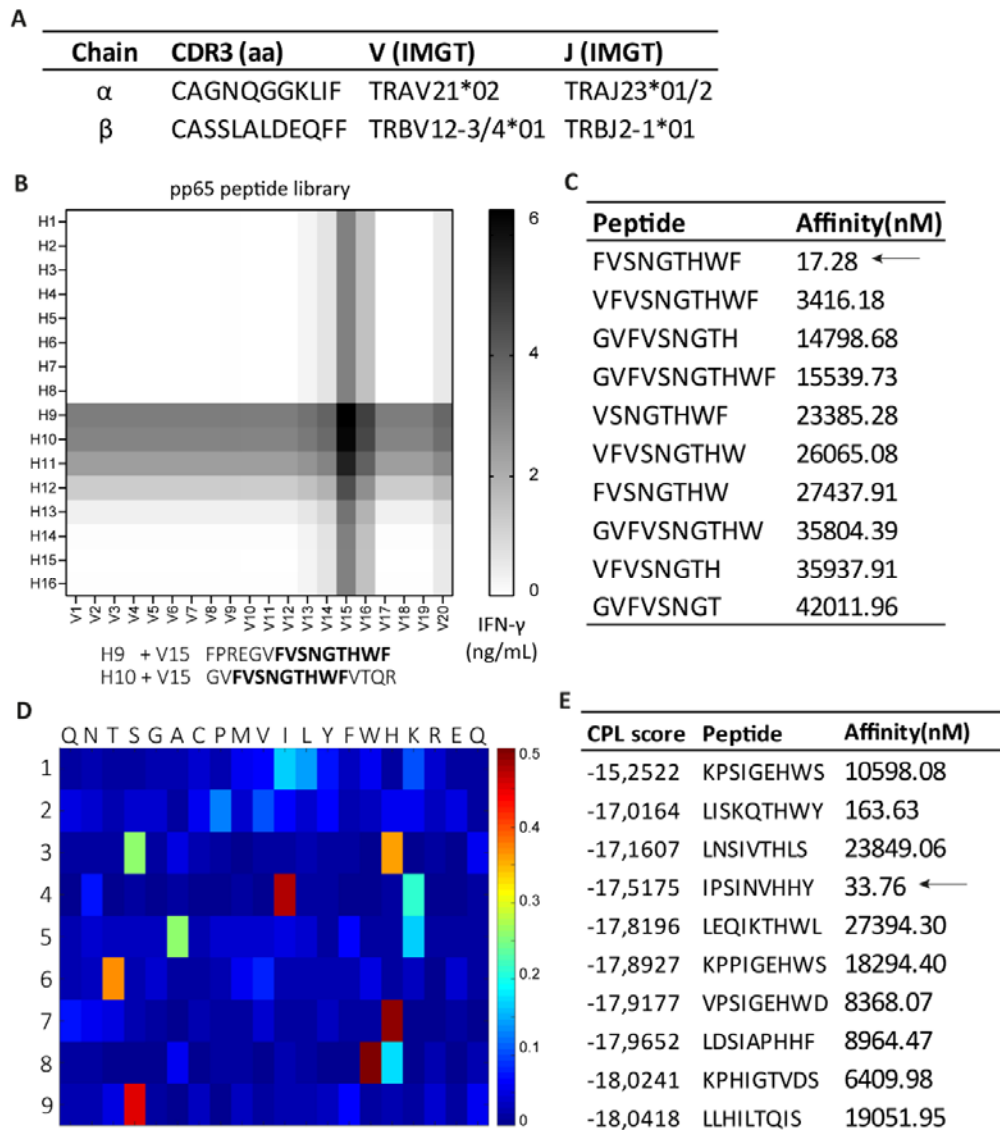 A
Chain CDR3 (aa) V (IMGT) J (IMGT)
α CAGNQGGKLIF TRAV21*02 TRAJ23*01/2
β CASSLALDEQFF TRBV12-3/4*01 TRBJ2-1*01
B
pp65 peptide library
H1
H2
H3
H4
H5
H6
H7
H8
H9
H10
H11
H12
H13
H14
H15
H16
V1 V2 V3 V4 V5 V6 V7 V8 V9 V10 V11 V12 V13 V14 V15 V16 V17 V18 V19 V20
6
4
2
0
IFN-γ
(ng/mL)
H9 + V15 FPREGVFVSNGTHWF
H10 + V15 GVFVSNGTHWFVTQR
C
Peptide Affinity(nM)
FVSNGTHWF 17.28
VFVSNGTHWF 3416.18
GVFVSNGTH 14798.68
GVFVSNGTHWF 15539.73
VSNGTHWF 23385.28
VFVSNGTHW 26065.08
FVSNGTHW 27437.91
GVFVSNGTHW 35804.39
VFVSNGTH 35937.91
GVFVSNGT 42011.96
D
Q N T S G A C P M V I L Y F W H K R E Q
1
2
3
4
5
6
7
8
9
0.5
0.4
0.3
0.2
0.1
0
E
CPL score Peptide Affinity(nM)
-15,2522 KPSIGEHWS 10598.08
-17,0164 LISKQTHWY 163.63
-17,1607 LNSIVTHLS 23849.06
-17,5175 IPSINVHHY 33.76
-17,8196 LEQIKTHWL 27394.30
-17,8927 KPPIGEHWS 18294.40
-17,9177 VPSIGEHWD 8368.07
-17,9652 LDSIAPHHF 8964.47
-18,0241 KPHIGTVDS 6409.98
-18,0418 LLHILTQIS 19051.95